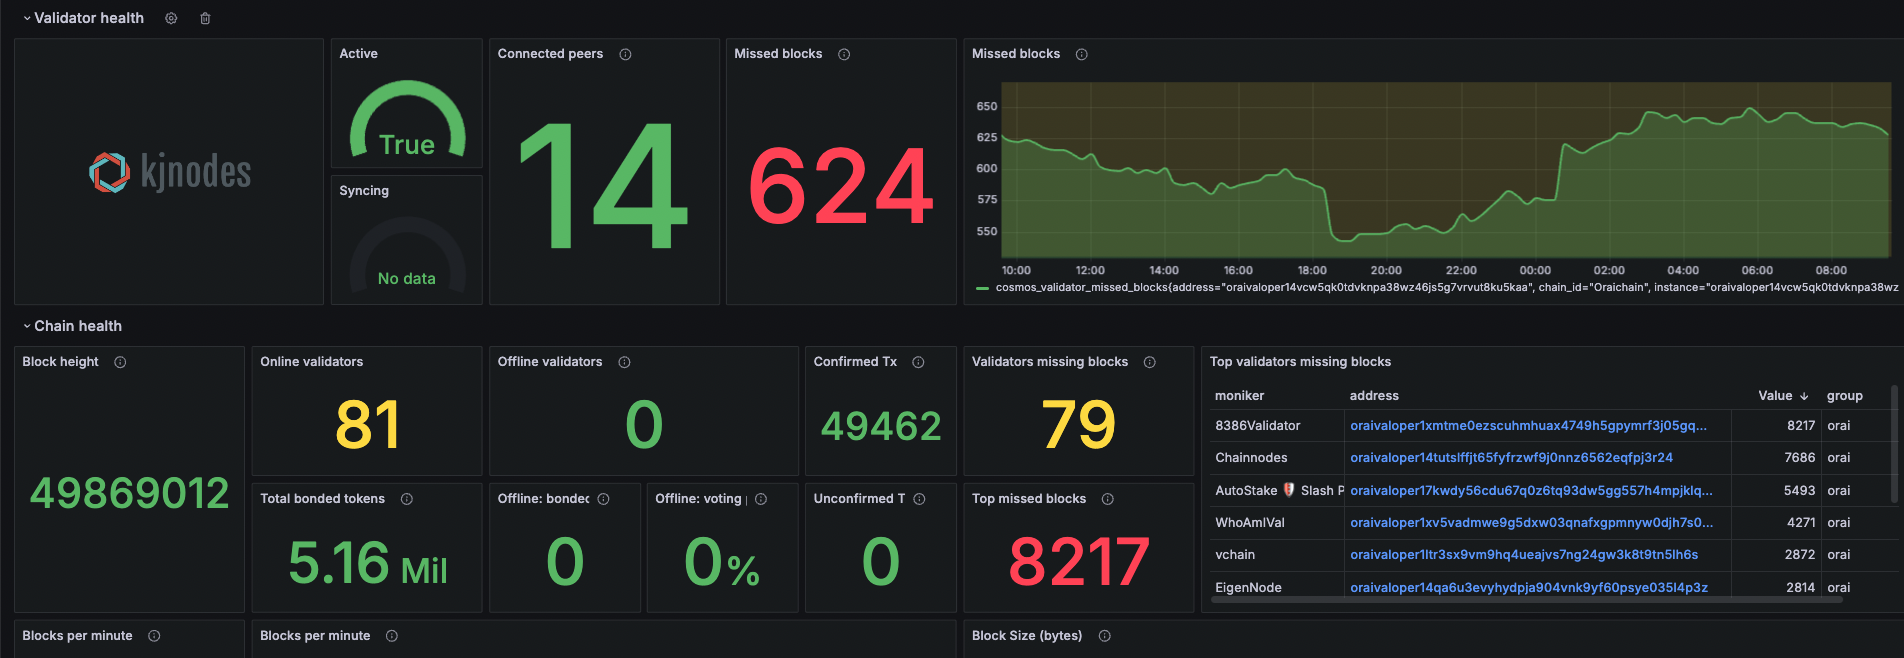 Validator health
kjnodes
Active
True
Syncing
No data
Connected peers
14
Missed blocks
624
Missed blocks
650
625
600
575
550
10:00 12:00 14:00 16:00 18:00 20:00 22:00 00:00 02:00 04:00 06:00 08:00
cosmos_validator_missed_blocks{address="oraivaloper14vcw5qk0tdvknpa38wz46js5g7vrvut8ku5kaa", chain_id="Oraichain", instance="oraivaloper14vcw5qk0tdvknpa38wz
Chain health
Block height
49869012
Online validators
81
Offline validators
0
Confirmed Tx
49462
Validators missing blocks
79
Total bonded tokens
5.16 Mil
Offline: bonded
0
Offline: voting
0%
Unconfirmed T
0
Top missed blocks
8217
Top validators missing blocks
moniker address Value group
8386Validator oraivaloper1xmtme0ezscuhmhuax4749h5gpymrf3j05gq... 8217 orai
Chainnodes oraivaloper14tutslffjt65fyfrzwf9j0nnz6562eqfpj3r24 7686 orai
AutoStake 🛡️ Slash P oraivaloper17kwdy56cdu67q0z6tq93dw5gg557h4mpjklq... 5493 orai
WhoAmIVal oraivaloper1xv5vadmwe9g5dxw03qnafxgpmnyw0djh7s0... 4271 orai
vchain oraivaloper1ltr3sx9vm9hq4ueajvs7ng24gw3k8t9tn5lh6s 2872 orai
EigenNode oraivaloper14qa6u3evyhydpja904vnk9yf60psye035l4p3z 2814 orai
Blocks per minute
Blocks per minute
Block Size (bytes)